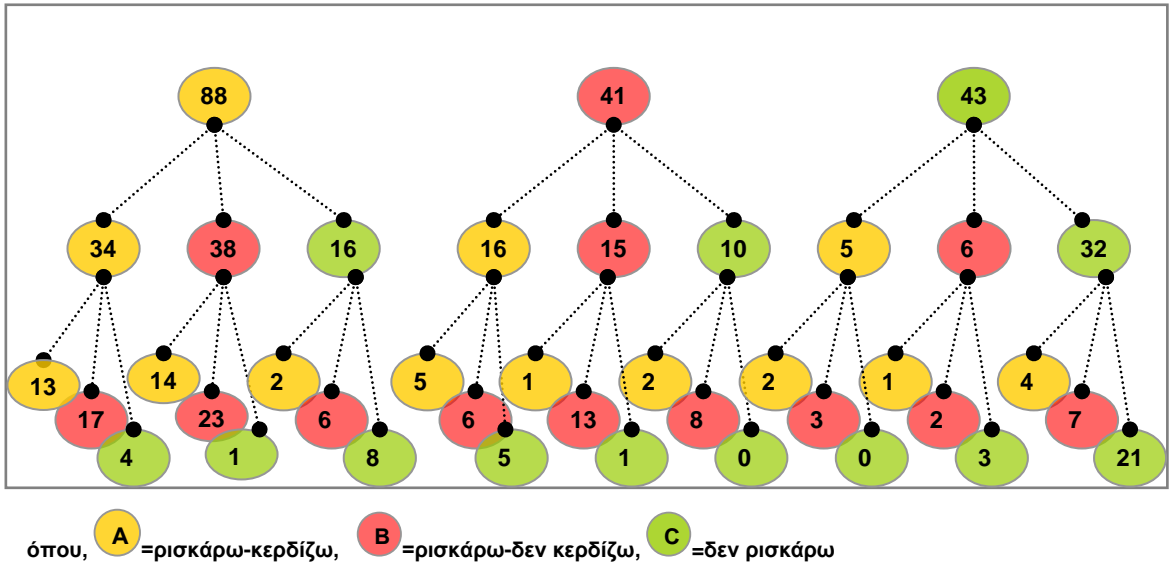 88 41 43
34 38 16 16 15 10 5 6 32
13 14 2 5 1 2 2 1 4
17 23 6 6 13 8 3 2 7
4 1 8 5 1 0 0 3 21
όπου, A =ρισκάρω-κερδίζω, B =ρισκάρω-δεν κερδίζω, C =δεν ρισκάρω